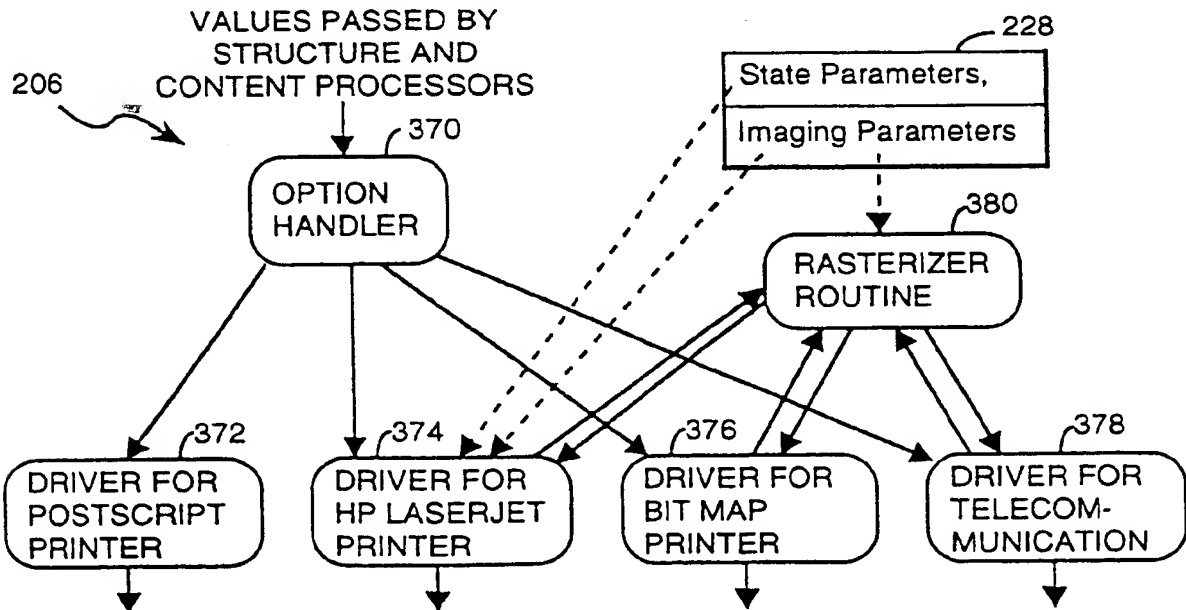 VALUES PASSED BY
STRUCTURE AND
CONTENT PROCESSORS
206
228
State Parameters,
Imaging Parameters
370
OPTION
HANDLER
380
RASTERIZER
ROUTINE
372
DRIVER FOR
POSTSCRIPT
PRINTER
374
DRIVER FOR
HP LASERJET
PRINTER
376
DRIVER FOR
BIT MAP
PRINTER
378
DRIVER FOR
TELECOM-
MUNICATION